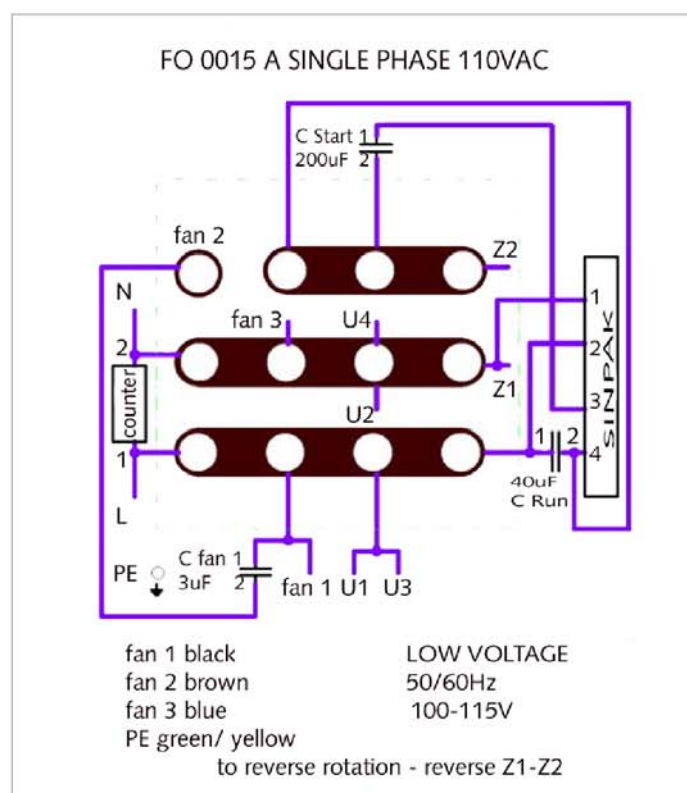 FO 0015 A SINGLE PHASE 110VAC
C Start 1
200uF 2
fan 2
Z2
N
fan 3
U4
1
2
2
Z1
counter
U2
3
SINPAK
1
1
2
4
40uF
C Run
L
C fan 1
PE
3uF 2
fan 1
U1
U3
fan 1 black
LOW VOLTAGE
fan 2 brown
50/60Hz
fan 3 blue
100-115V
PE green/ yellow
to reverse rotation - reverse Z1-Z2